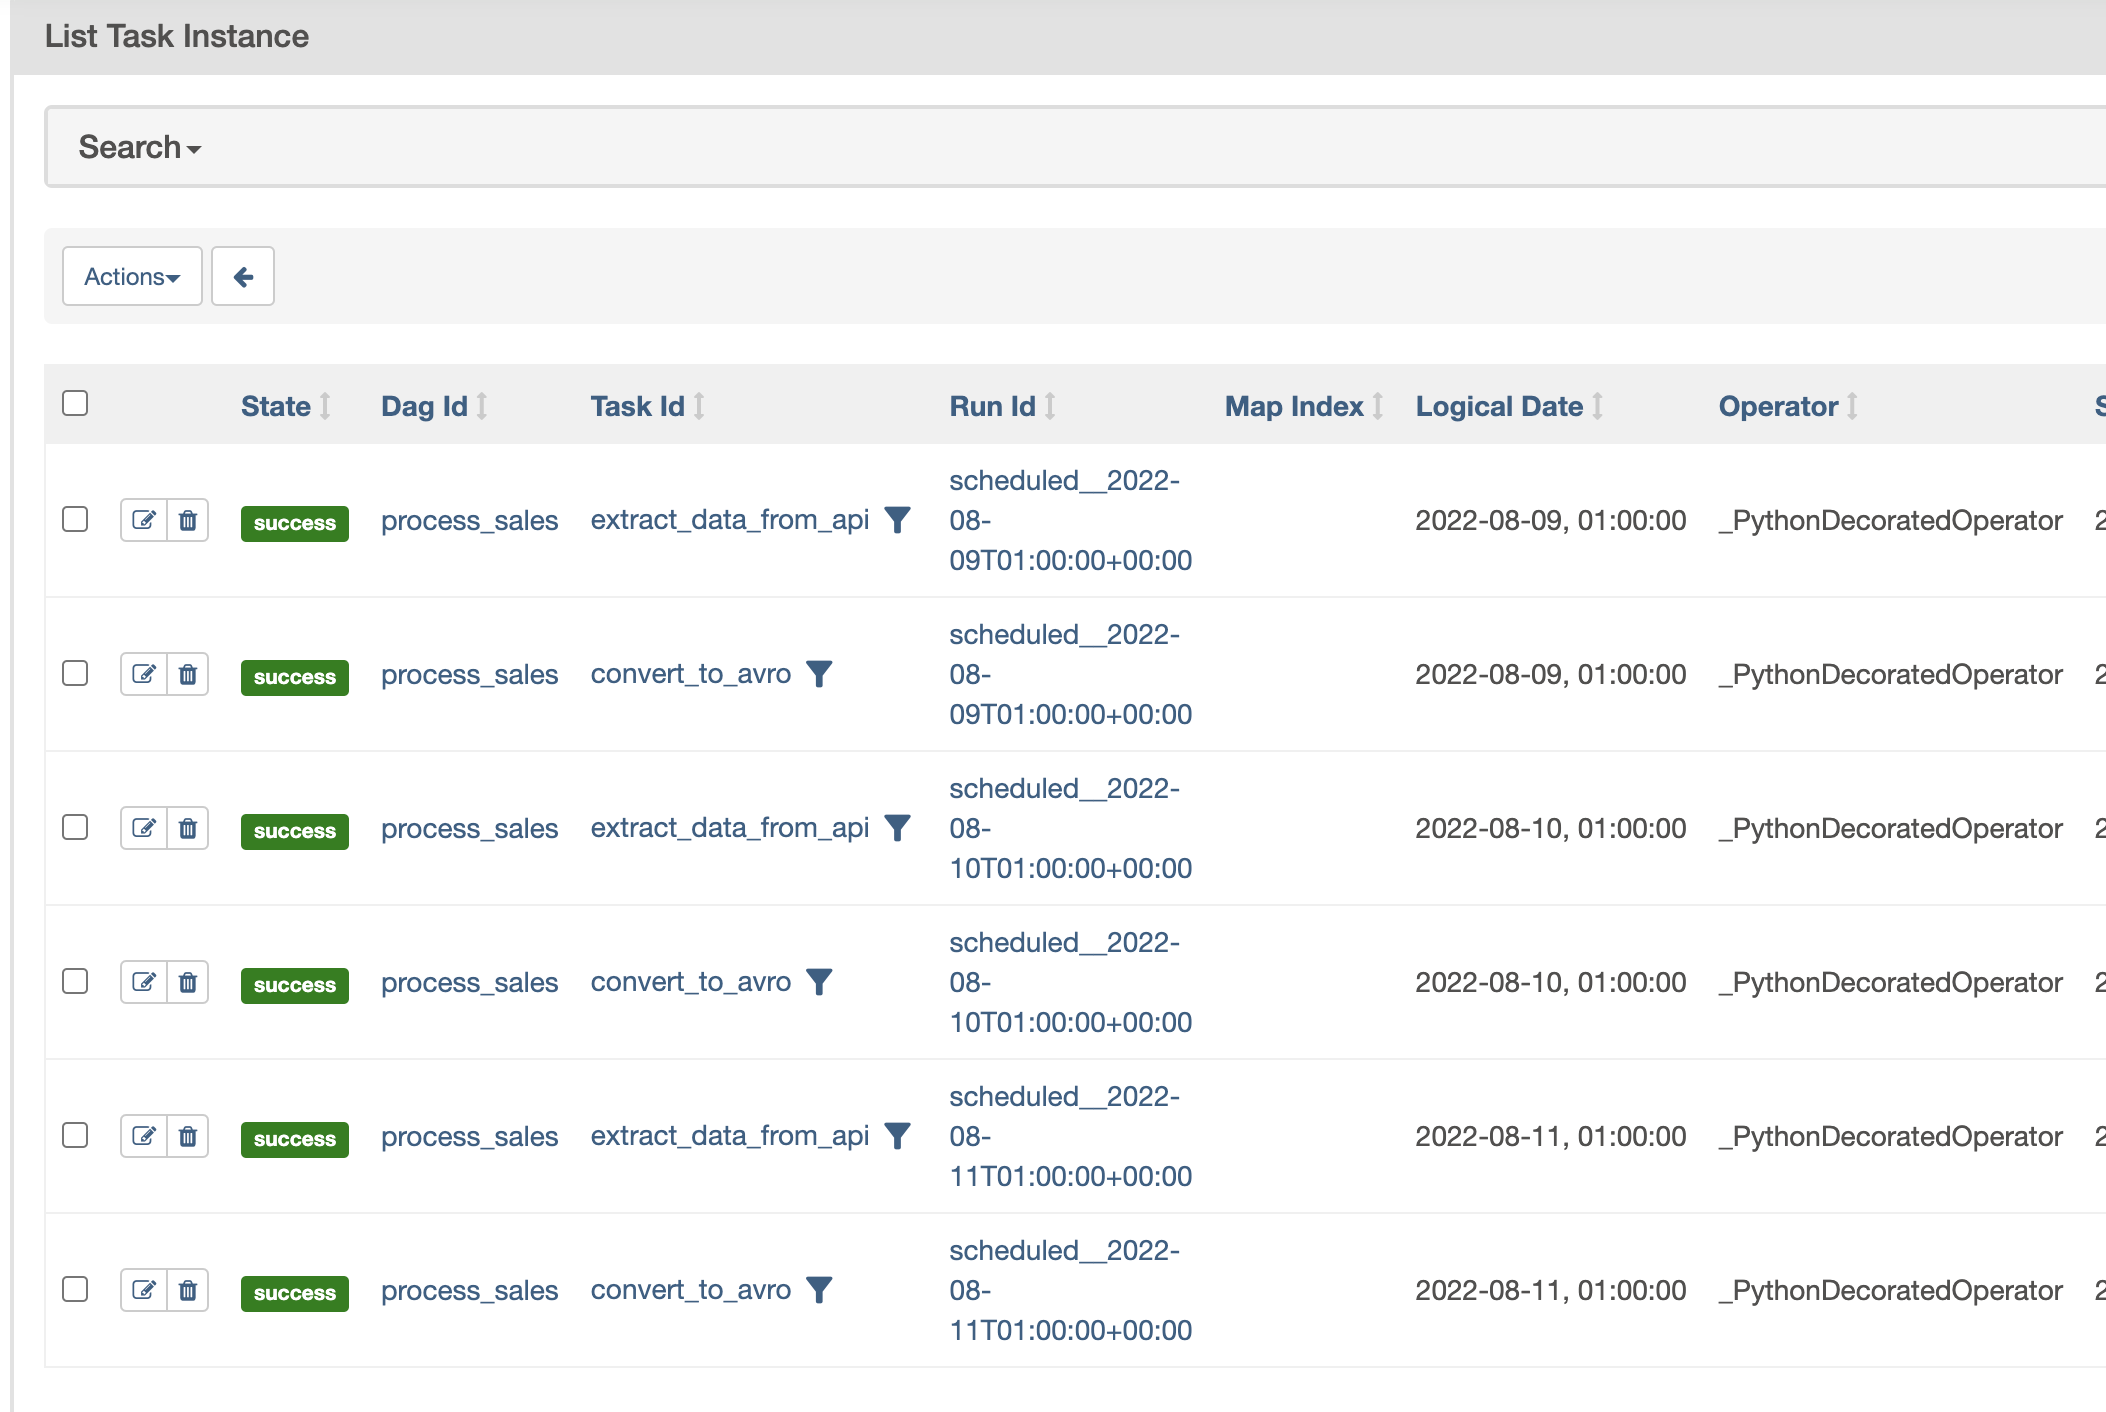 List Task Instance
Search
Actions
State Dag Id Task Id Run Id Map Index Logical Date Operator
success process_sales extract_data_from_api scheduled__2022-08-09T01:00:00+00:00 2022-08-09, 01:00:00 _PythonDecoratedOperator
success process_sales convert_to_avro scheduled__2022-08-09T01:00:00+00:00 2022-08-09, 01:00:00 _PythonDecoratedOperator
success process_sales extract_data_from_api scheduled__2022-08-10T01:00:00+00:00 2022-08-10, 01:00:00 _PythonDecoratedOperator
success process_sales convert_to_avro scheduled__2022-08-10T01:00:00+00:00 2022-08-10, 01:00:00 _PythonDecoratedOperator
success process_sales extract_data_from_api scheduled__2022-08-11T01:00:00+00:00 2022-08-11, 01:00:00 _PythonDecoratedOperator
success process_sales convert_to_avro scheduled__2022-08-11T01:00:00+00:00 2022-08-11, 01:00:00 _PythonDecoratedOperator